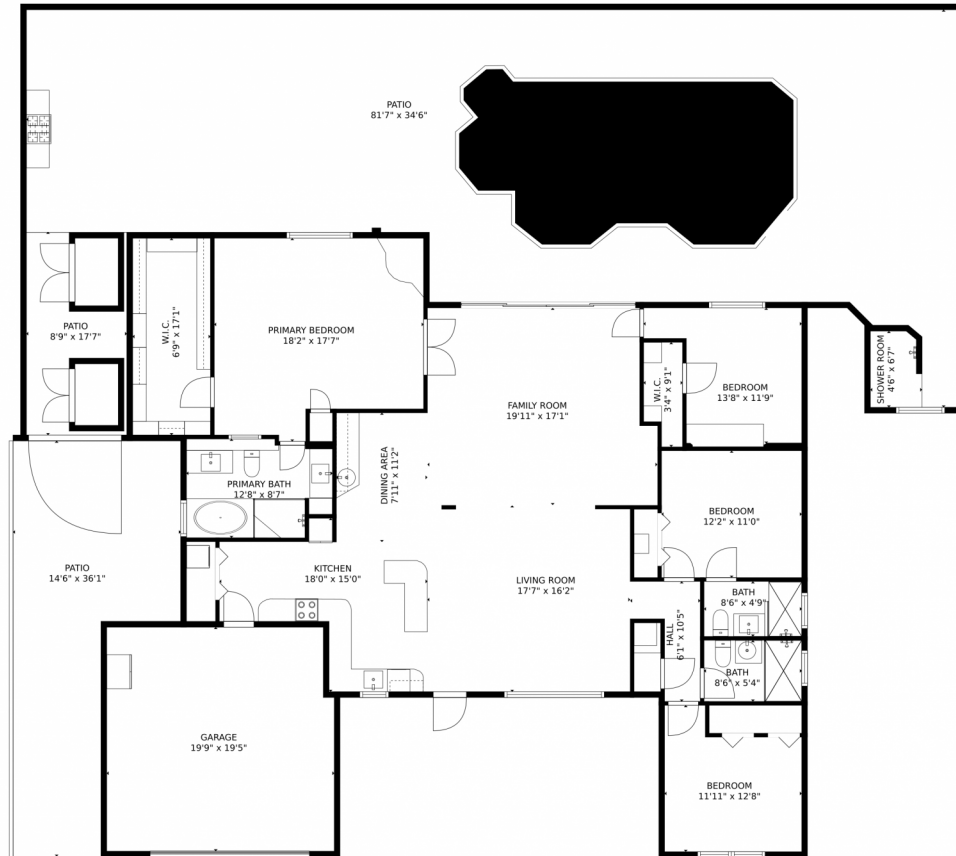 PATIO
81'7" x 34'6"
PATIO
8'9" x 17'7"
W.I.C.
6'9" x 17'1"
PRIMARY BEDROOM
18'2" x 17'7"
FAMILY ROOM
19'11" x 17'1"
W.I.C.
3'4" x 9'1"
BEDROOM
13'8" x 11'9"
SHOWER ROOM
4'6" x 6'7"
DINING AREA
7'11" x 11'2"
PRIMARY BATH
12'8" x 8'7"
BEDROOM
12'2" x 11'0"
PATIO
14'6" x 36'1"
KITCHEN
18'0" x 15'0"
LIVING ROOM
17'7" x 16'2"
BATH
8'6" x 4'9"
HALL
6'1" x 10'5"
BATH
8'6" x 5'4"
GARAGE
19'9" x 19'5"
BEDROOM
11'11" x 12'8"